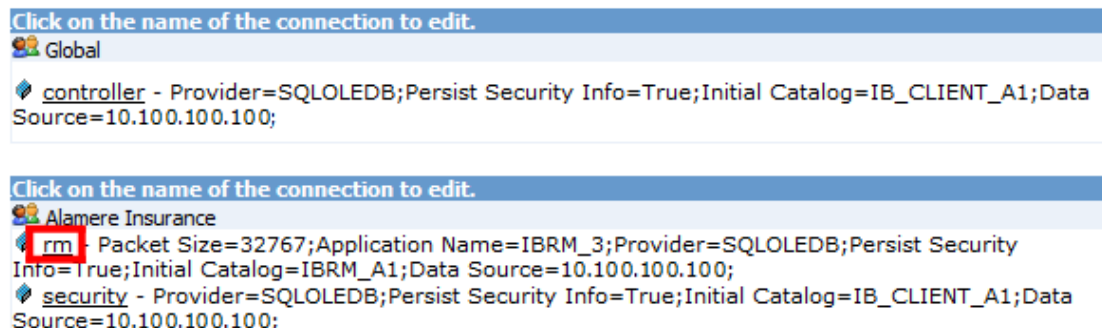 Click on the name of the connection to edit.
Global
controller - Provider=SQLOLEDB;Persist Security Info=True;Initial Catalog=IB_CLIENT_A1;Data
Source=10.100.100.100;
Click on the name of the connection to edit.
Alamere Insurance
rm - Packet Size=32767;Application Name=IBRM_3;Provider=SQLOLEDB;Persist Security
Info=True;Initial Catalog=IBRM_A1;Data Source=10.100.100.100;
security - Provider=SQLOLEDB;Persist Security Info=True;Initial Catalog=IB_CLIENT_A1;Data
Source=10.100.100.100;